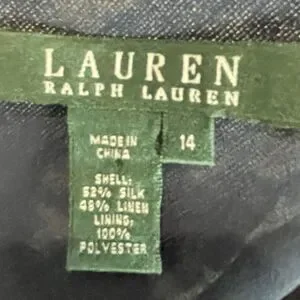 LAUREN
RALPH LAUREN
MADE IN
CHINA
14
SHELL:
52% SILK
48% LINEN
LINING:
100%
POLYESTER